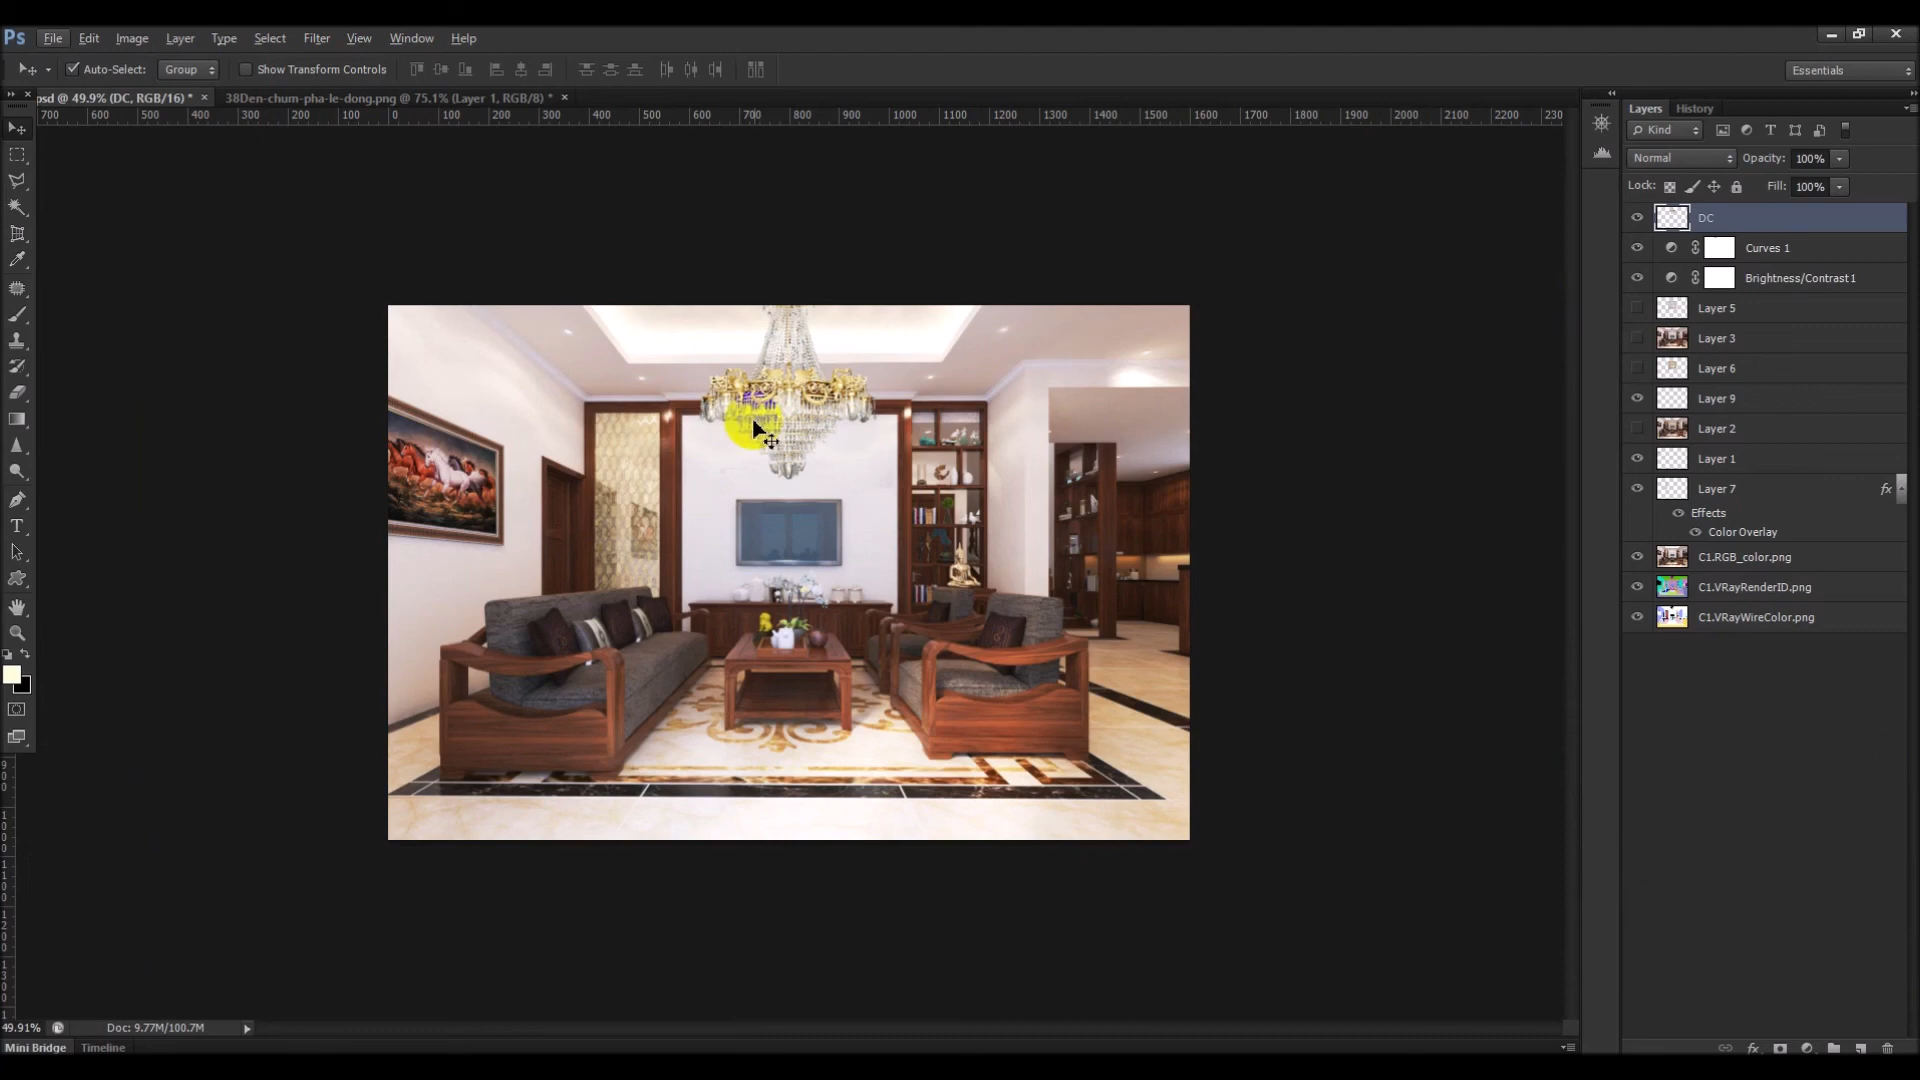 Ps File Edit Image Layer Type Select Filter View Window Help
Auto-Select: Group Show Transform Controls Essentials
psd @ 49.9% (DC, RGB/16) * × 38Den-chum-pha-le-dong.png @ 75.1% (Layer 1, RGB/8) * ×
700 600 500 400 300 200 100 0 100 200 300 400 500 600 700 800 900 1000 1100 1200 1300 1400 1500 1600 1700 1800 1900 2000 2100 2200 230
Layers History
Kind
Normal Opacity: 100%
Lock: Fill: 100%
DC
Curves 1
Brightness/Contrast 1
Layer 5
Layer 3
Layer 6
Layer 9
Layer 2
Layer 1
Layer 7 fx
Effects
Color Overlay
C1.RGB_color.png
C1.VRayRenderID.png
C1.VRayWireColor.png
49.91% Doc: 9.77M/100.7M
Mini Bridge Timeline
fx